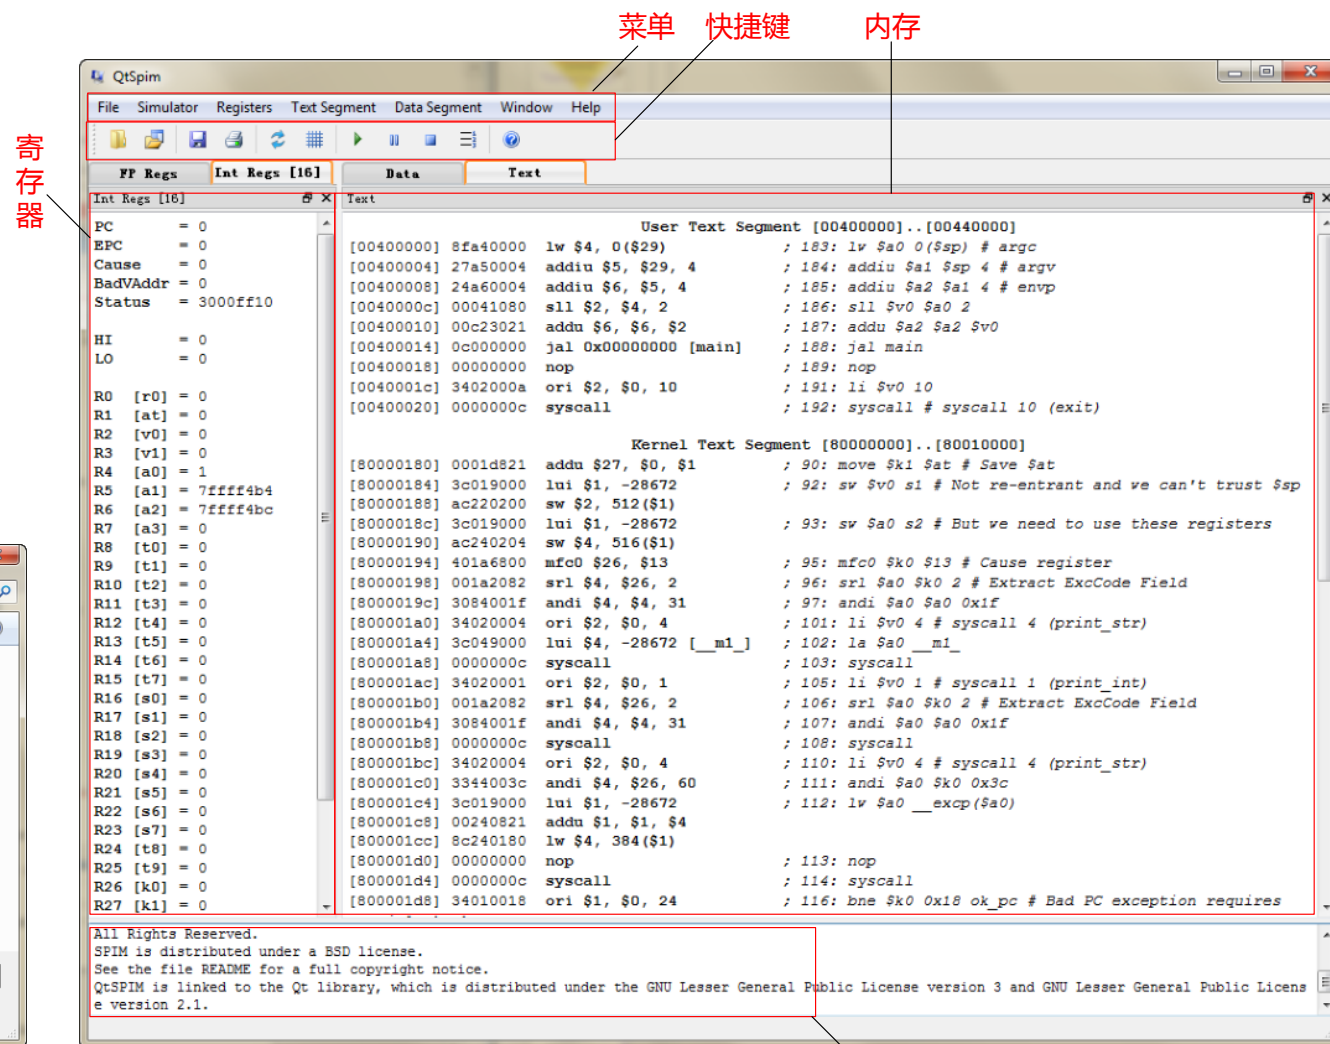 菜单 快捷键 内存
QtSpim
File Simulator Registers Text Segment Data Segment Window Help
寄存器
FP Regs Int Regs [16] Data Text
Int Regs [16]
PC = 0
EPC = 0
Cause = 0
BadVAddr = 0
Status = 3000ff10
HI = 0
LO = 0
R0 [r0] = 0
R1 [at] = 0
R2 [v0] = 0
R3 [v1] = 0
R4 [a0] = 1
R5 [a1] = 7ffff4b4
R6 [a2] = 7ffff4bc
R7 [a3] = 0
R8 [t0] = 0
R9 [t1] = 0
R10 [t2] = 0
R11 [t3] = 0
R12 [t4] = 0
R13 [t5] = 0
R14 [t6] = 0
R15 [t7] = 0
R16 [s0] = 0
R17 [s1] = 0
R18 [s2] = 0
R19 [s3] = 0
R20 [s4] = 0
R21 [s5] = 0
R22 [s6] = 0
R23 [s7] = 0
R24 [t8] = 0
R25 [t9] = 0
R26 [k0] = 0
R27 [k1] = 0
Text
User Text Segment [00400000]..[00440000]
[00400000] 8fa40000 lw $4, 0($29) ; 183: lw $a0 0($sp) # argc
[00400004] 27a50004 addiu $5, $29, 4 ; 184: addiu $a1 $sp 4 # argv
[00400008] 24a60004 addiu $6, $5, 4 ; 185: addiu $a2 $a1 4 # envp
[0040000c] 00041080 sll $2, $4, 2 ; 186: sll $v0 $a0 2
[00400010] 00c23021 addu $6, $6, $2 ; 187: addu $a2 $a2 $v0
[00400014] 0c000000 jal 0x00000000 [main] ; 188: jal main
[00400018] 00000000 nop ; 189: nop
[0040001c] 3402000a ori $2, $0, 10 ; 191: li $v0 10
[00400020] 0000000c syscall ; 192: syscall # syscall 10 (exit)
Kernel Text Segment [80000000]..[80010000]
[80000180] 0001d821 addu $27, $0, $1 ; 90: move $k1 $at # Save $at
[80000184] 3c019000 lui $1, -28672 ; 92: sw $v0 s1 # Not re-entrant and we can't trust $sp
[80000188] ac220200 sw $2, 512($1)
[8000018c] 3c019000 lui $1, -28672 ; 93: sw $a0 s2 # But we need to use these registers
[80000190] ac240204 sw $4, 516($1)
[80000194] 401a6800 mfc0 $26, $13 ; 95: mfc0 $k0 $13 # Cause register
[80000198] 001a2082 srl $4, $26, 2 ; 96: srl $a0 $k0 2 # Extract ExcCode Field
[8000019c] 3084001f andi $4, $4, 31 ; 97: andi $a0 $a0 0x1f
[800001a0] 34020004 ori $2, $0, 4 ; 101: li $v0 4 # syscall 4 (print_str)
[800001a4] 3c049000 lui $4, -28672 [__m1_] ; 102: la $a0 __m1_
[800001a8] 0000000c syscall ; 103: syscall
[800001ac] 34020001 ori $2, $0, 1 ; 105: li $v0 1 # syscall 1 (print_int)
[800001b0] 001a2082 srl $4, $26, 2 ; 106: srl $a0 $k0 2 # Extract ExcCode Field
[800001b4] 3084001f andi $4, $4, 31 ; 107: andi $a0 $a0 0x1f
[800001b8] 0000000c syscall ; 108: syscall
[800001bc] 34020004 ori $2, $0, 4 ; 110: li $v0 4 # syscall 4 (print_str)
[800001c0] 3344003c andi $4, $26, 60 ; 111: andi $a0 $k0 0x3c
[800001c4] 3c019000 lui $1, -28672 ; 112: lw $a0 __excp($a0)
[800001c8] 00240821 addu $1, $1, $4
[800001cc] 8c240180 lw $4, 384($1)
[800001d0] 00000000 nop ; 113: nop
[800001d4] 0000000c syscall ; 114: syscall
[800001d8] 34010018 ori $1, $0, 24 ; 116: bne $k0 0x18 ok_pc # Bad PC exception requires
All Rights Reserved.
SPIM is distributed under a BSD license.
See the file README for a full copyright notice.
QtSPIM is linked to the Qt library, which is distributed under the GNU Lesser General Public License version 3 and GNU Lesser General Public Licens
e version 2.1.